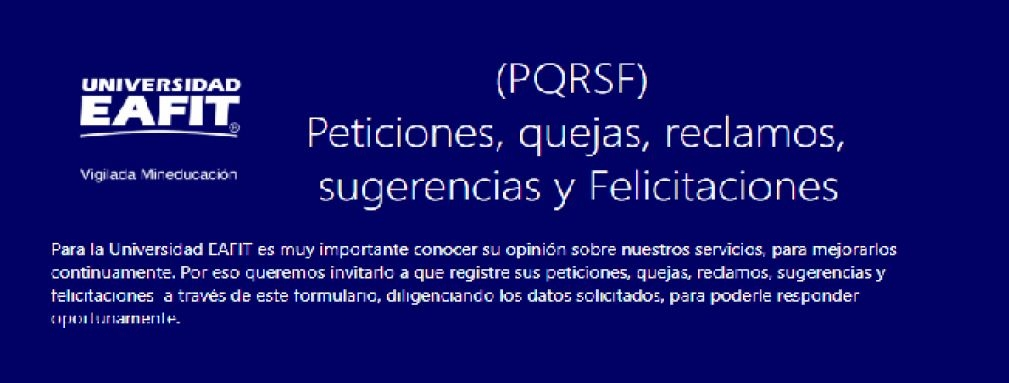 UNIVERSIDAD
EAFIT®
Vigilada Mineducación
(PQRSF)
Peticiones, quejas, reclamos,
sugerencias y Felicitaciones
Para la Universidad EAFIT es muy importante conocer su opinión sobre nuestros servicios, para mejorarlos
continuamente. Por eso queremos invitarlo a que registre sus peticiones, quejas, reclamos, sugerencias y
felicitaciones a través de este formulario, diligenciando los datos solicitados, para poderle responder
oportunamente.